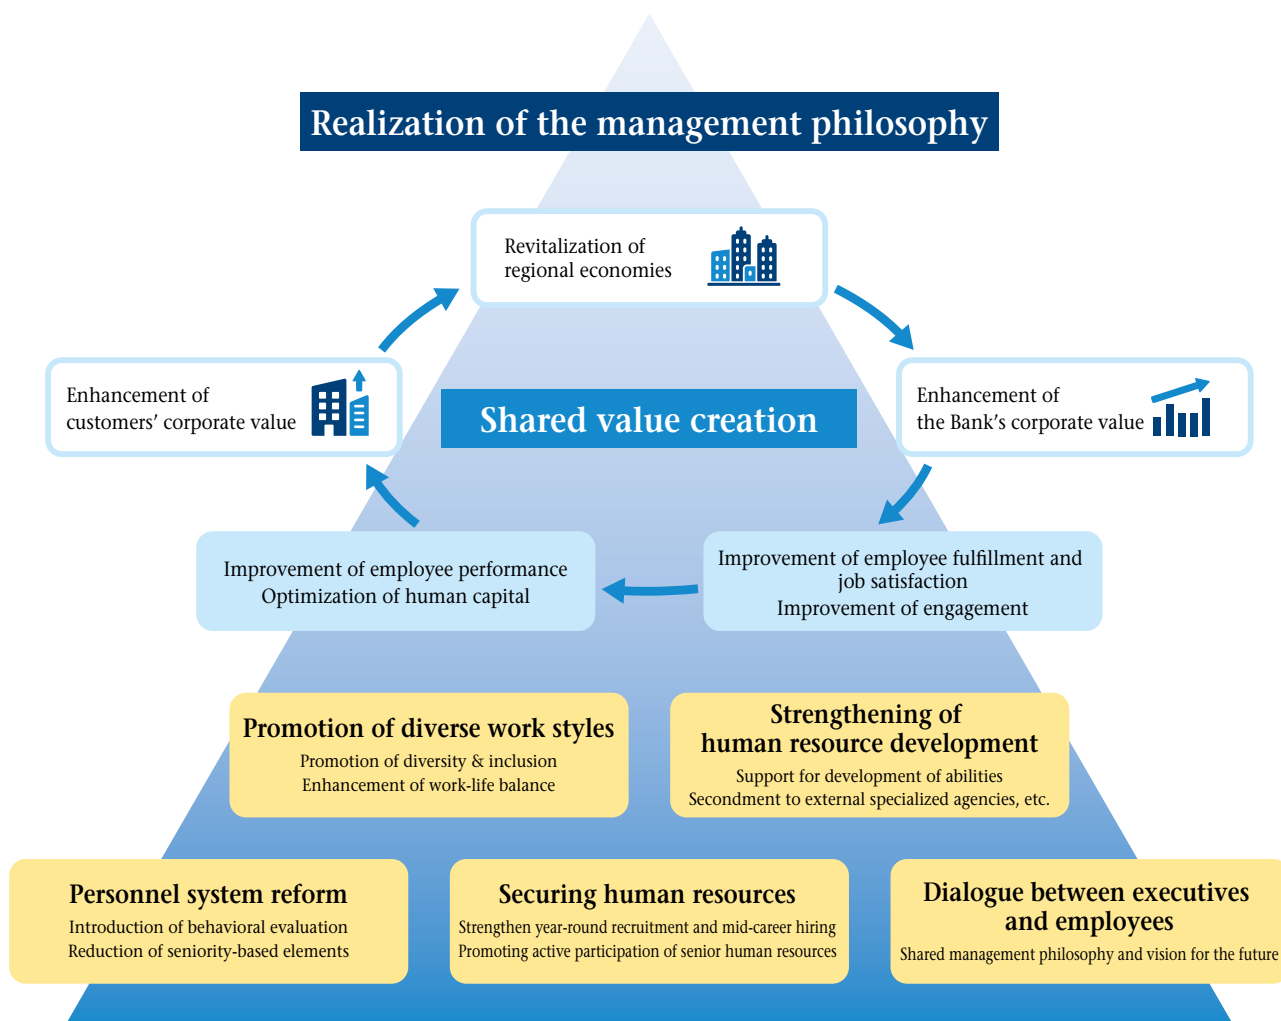 Realization of the management philosophy
Revitalization of
regional economies
Enhancement of
customers’ corporate value
Shared value creation
Enhancement of
the Bank’s corporate value
Improvement of employee performance
Optimization of human capital
Improvement of employee fulfillment and
job satisfaction
Improvement of engagement
Promotion of diverse work styles
Promotion of diversity & inclusion
Enhancement of work-life balance
Strengthening of
human resource development
Support for development of abilities
Secondment to external specialized agencies, etc.
Personnel system reform
Introduction of behavioral evaluation
Reduction of seniority-based elements
Securing human resources
Strengthen year-round recruitment and mid-career hiring
Promoting active participation of senior human resources
Dialogue between executives
and employees
Shared management philosophy and vision for the future